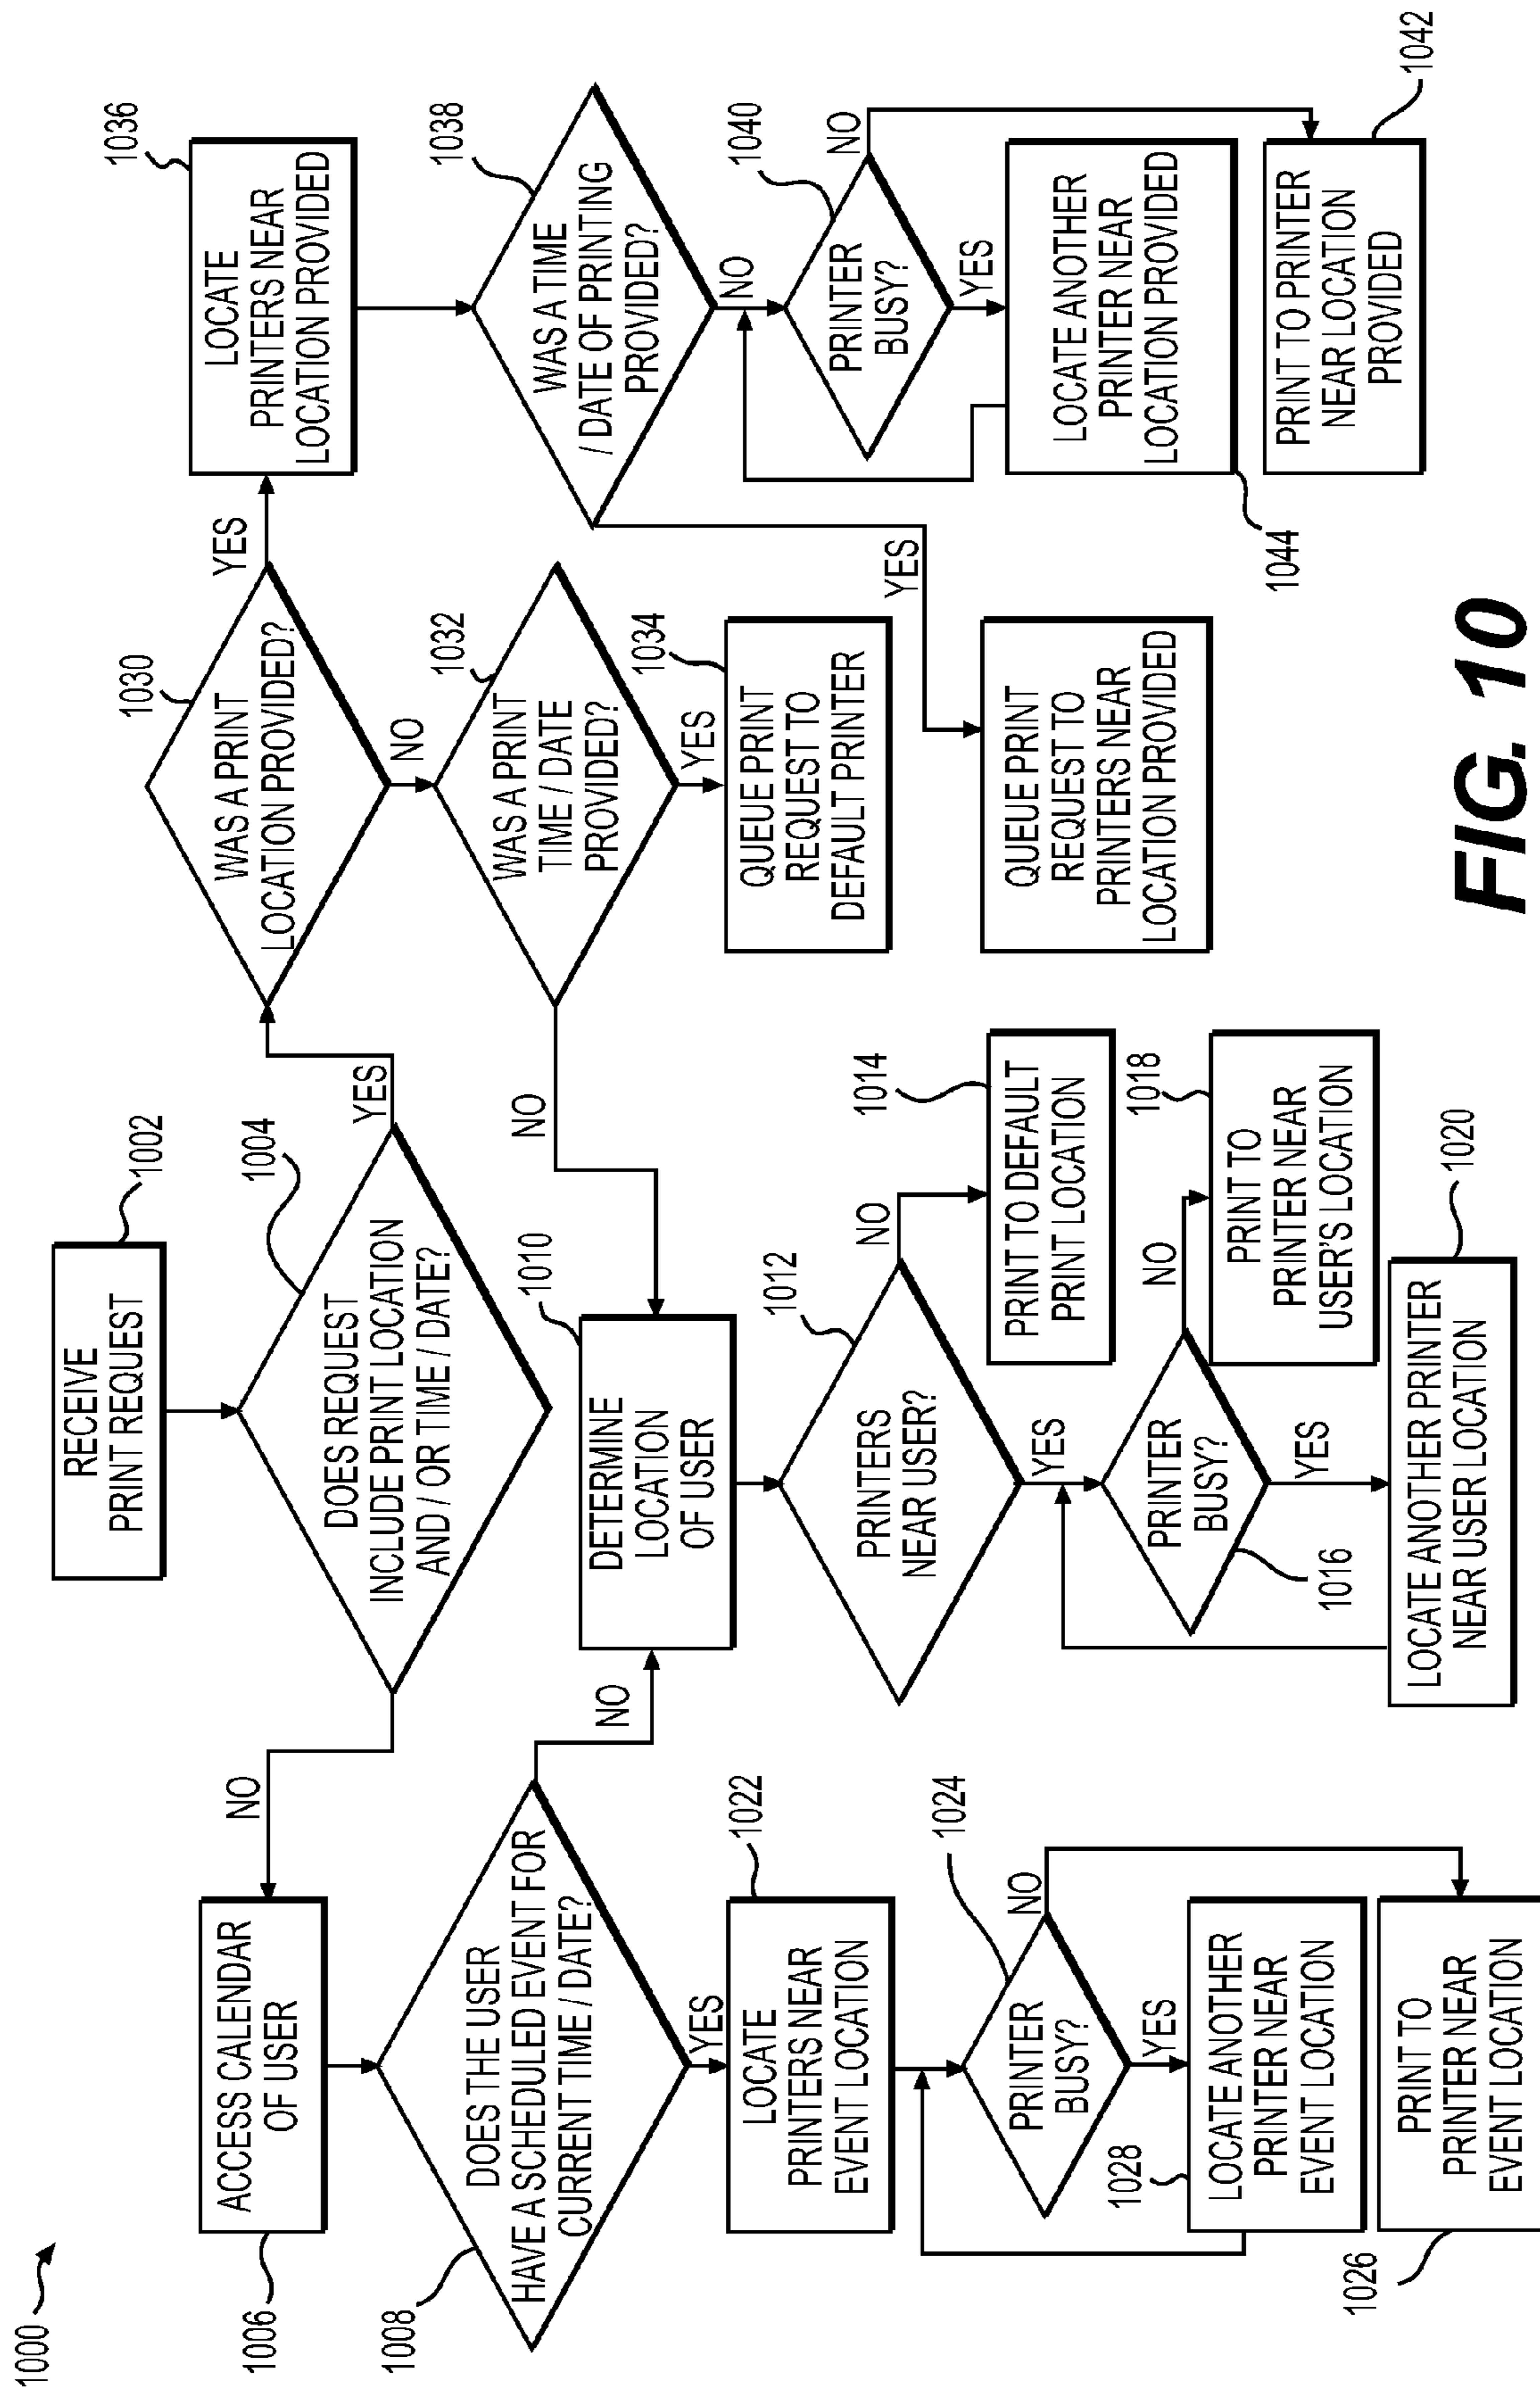 1000
RECEIVE
PRINT REQUEST
1002
DOES REQUEST
INCLUDE PRINT LOCATION
AND / OR TIME / DATE?
1004
NO
YES
ACCESS CALENDAR
OF USER
1006
DOES THE USER
HAVE A SCHEDULED EVENT FOR
CURRENT TIME / DATE?
1008
NO
YES
LOCATE
PRINTERS NEAR
EVENT LOCATION
1022
PRINTER
BUSY?
1024
NO
YES
LOCATE ANOTHER
PRINTER NEAR
EVENT LOCATION
1028
PRINT TO
PRINTER NEAR
EVENT LOCATION
1026
DETERMINE
LOCATION
OF USER
1010
PRINTERS
NEAR USER?
1012
NO
YES
PRINT TO DEFAULT
PRINT LOCATION
1014
PRINTER
BUSY?
1016
NO
YES
PRINT TO
PRINTER NEAR
USER'S LOCATION
1018
LOCATE ANOTHER PRINTER
NEAR USER LOCATION
1020
WAS A PRINT
LOCATION PROVIDED?
1030
YES
NO
WAS A PRINT
TIME / DATE
PROVIDED?
1032
NO
YES
QUEUE PRINT
REQUEST TO
DEFAULT PRINTER
1034
LOCATE
PRINTERS NEAR
LOCATION PROVIDED
1036
WAS A TIME
/ DATE OF PRINTING
PROVIDED?
1038
YES
NO
QUEUE PRINT
REQUEST TO
PRINTERS NEAR
LOCATION PROVIDED
PRINTER
BUSY?
1040
NO
YES
LOCATE ANOTHER
PRINTER NEAR
LOCATION PROVIDED
1044
PRINT TO PRINTER
NEAR LOCATION
PROVIDED
1042
FIG. 10